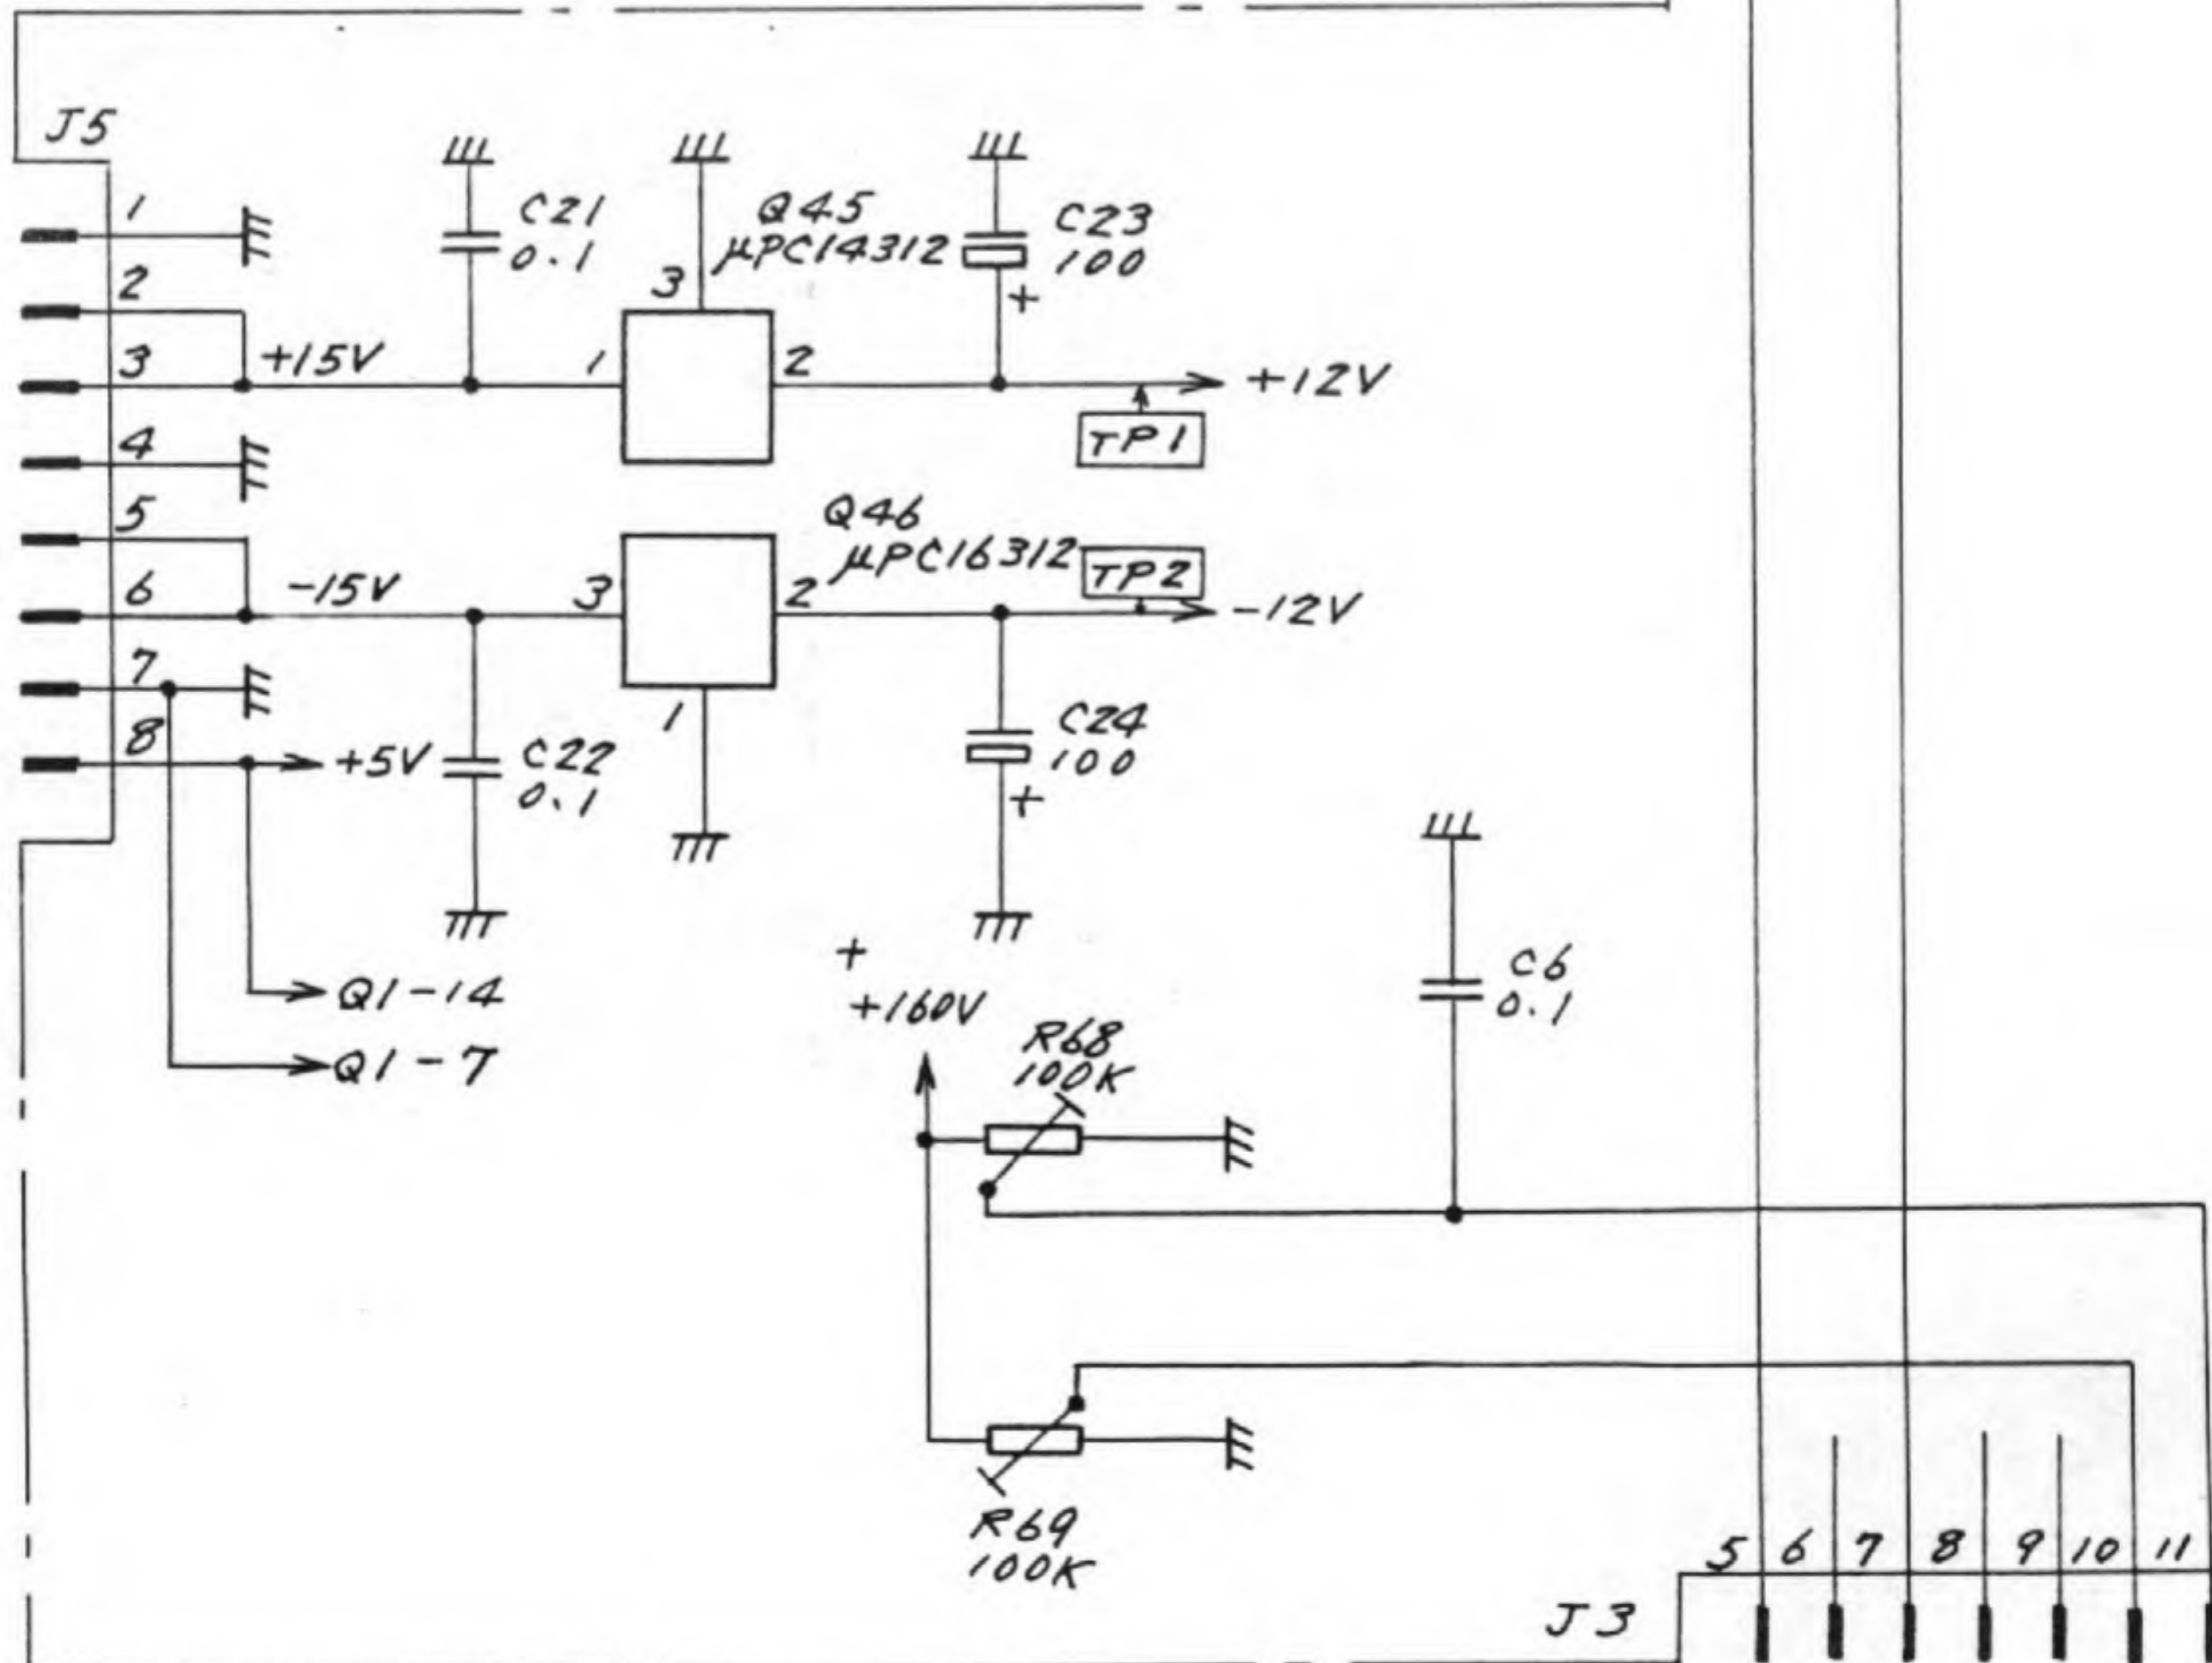 J5
1
2
3
4
5
6
7
8
+15V
-15V
+5V
Q1-14
Q1-7
C21
0.1
Q45
μPC14312
3
1
2
C23
100
+
+12V
TP1
Q46
μPC16312
3
2
1
TP2
-12V
C22
0.1
C24
100
+
+
+160V
R68
100K
C6
0.1
R69
100K
5 6 7 8 9 10 11
J3